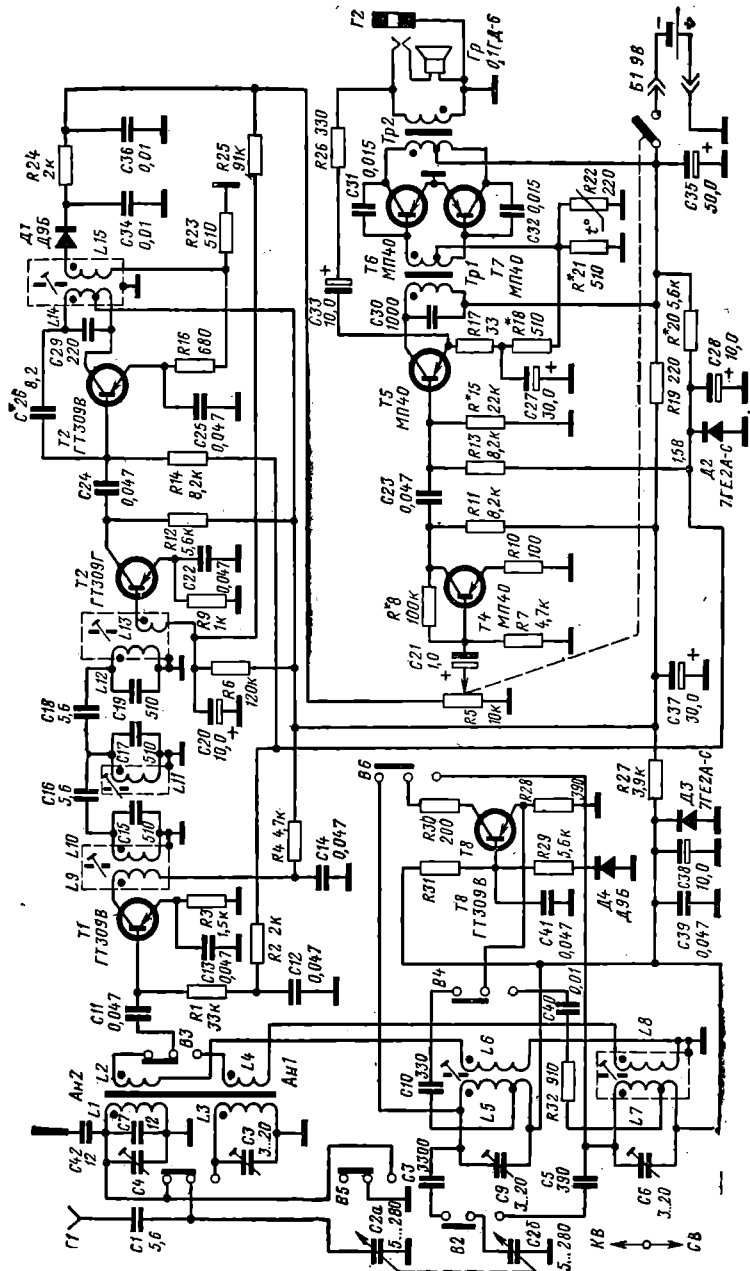 Г1
C1
5,6
C42
12
Ан2
L1
C4
C7
12
L2
В3
L3
C3
3..20
L4
Ан1
C11
0,047
R1
33к
C12
0,047
R2 2к
C13
0,047
R3
1,5к
T1
ГТ309В
L9
L10
C15
510
C14
0,047
R4 4,7к
C16
5,6
C17
510
L11
C18
5,6
C19
510
L12
L13
C20
10,0
+
R6
120к
T2
ГТ309Г
R9
1к
C22
0,047
R12
5,6к
C24
0,047
R14
8,2к
T2
ГТ309В
C*26
8,2
C29
220
L14
L15
C25
0,047
R16
680
R23
510
Д1
Д9Б
C34
0,01
R24
2к
C36
0,01
R25
91к
R5
10к
C21
1,0
+
R*8
100к
T4
МП40
R7
4,7к
R10
100
R11
8,2к
C23
0,047
R13
8,2к
R*15
22к
T5
МП40
R17
33
R*18
510
C27
30,0
+
C30
1000
C33
10,0
+
R26 330
Тр1
T6
МП40
T7
МП40
C31
0,015
C32 0,015
Тр2
R*21
510
R22
220
t°
Г2
Гр
0,1ГД-6
Б1 9В
-
+
C35
50,0
+
R*20 5,6к
R19 220
C28
10,0
+
1,5В
Д2
7ГЕ2А-С
C37
30,0
+
R27
3,9к
Д3
7ГЕ2А-С
C38
10,0
C39
0,047
В6
R30
200
R28
390
T8
T8
ГТ309В
R31
R29
5,6к
Д4
Д9Б
C41
0,047
В4
C40
0,01
C10
330
L5
L6
R32 910
L7
L8
C3
3300
C9
3..20
C5
390
C6
3..20
В5
C2а
5...280
В2
C2б
5...280
КВ
СВ